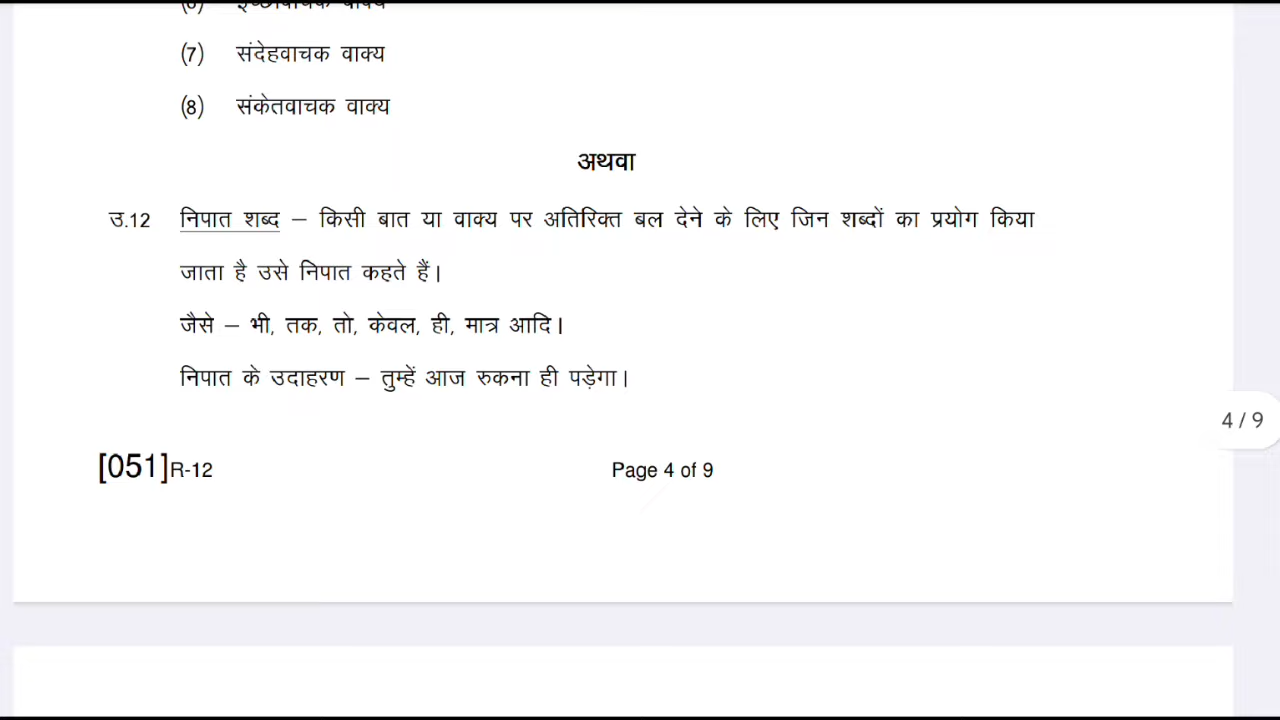 (7) संदेहवाचक वाक्य
(8) संकेतवाचक वाक्य
अथवा
उ.12 निपात शब्द – किसी बात या वाक्य पर अतिरिक्त बल देने के लिए जिन शब्दों का प्रयोग किया
जाता है उसे निपात कहते हैं।
जैसे – भी, तक, तो, केवल, ही, मात्र आदि।
निपात के उदाहरण – तुम्हें आज रुकना ही पड़ेगा।
4 / 9
[051]R-12 Page 4 of 9